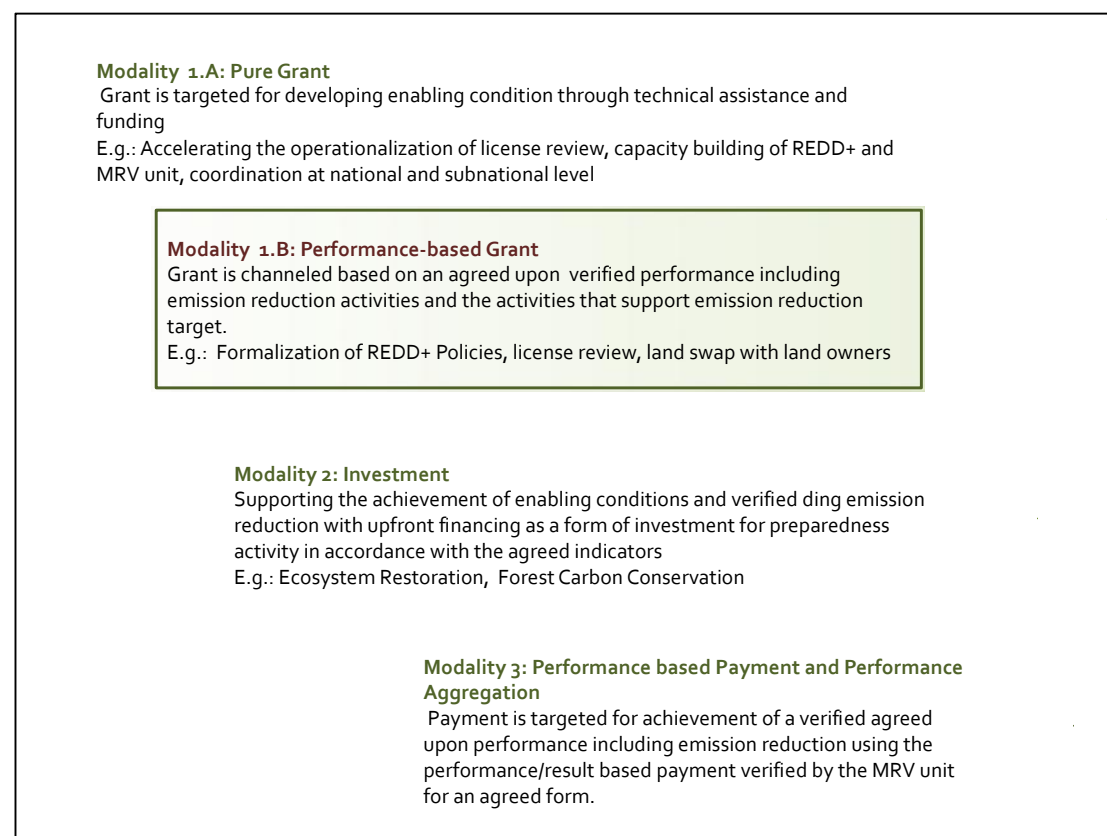 Modality 1.A: Pure Grant
Grant is targeted for developing enabling condition through technical assistance and
funding
E.g.: Accelerating the operationalization of license review, capacity building of REDD+ and
MRV unit, coordination at national and subnational level
Modality 1.B: Performance-based Grant
Grant is channeled based on an agreed upon verified performance including
emission reduction activities and the activities that support emission reduction
target.
E.g.: Formalization of REDD+ Policies, license review, land swap with land owners
Modality 2: Investment
Supporting the achievement of enabling conditions and verified ding emission
reduction with upfront financing as a form of investment for preparedness
activity in accordance with the agreed indicators
E.g.: Ecosystem Restoration, Forest Carbon Conservation
Modality 3: Performance based Payment and Performance
Aggregation
Payment is targeted for achievement of a verified agreed
upon performance including emission reduction using the
performance/result based payment verified by the MRV unit
for an agreed form.